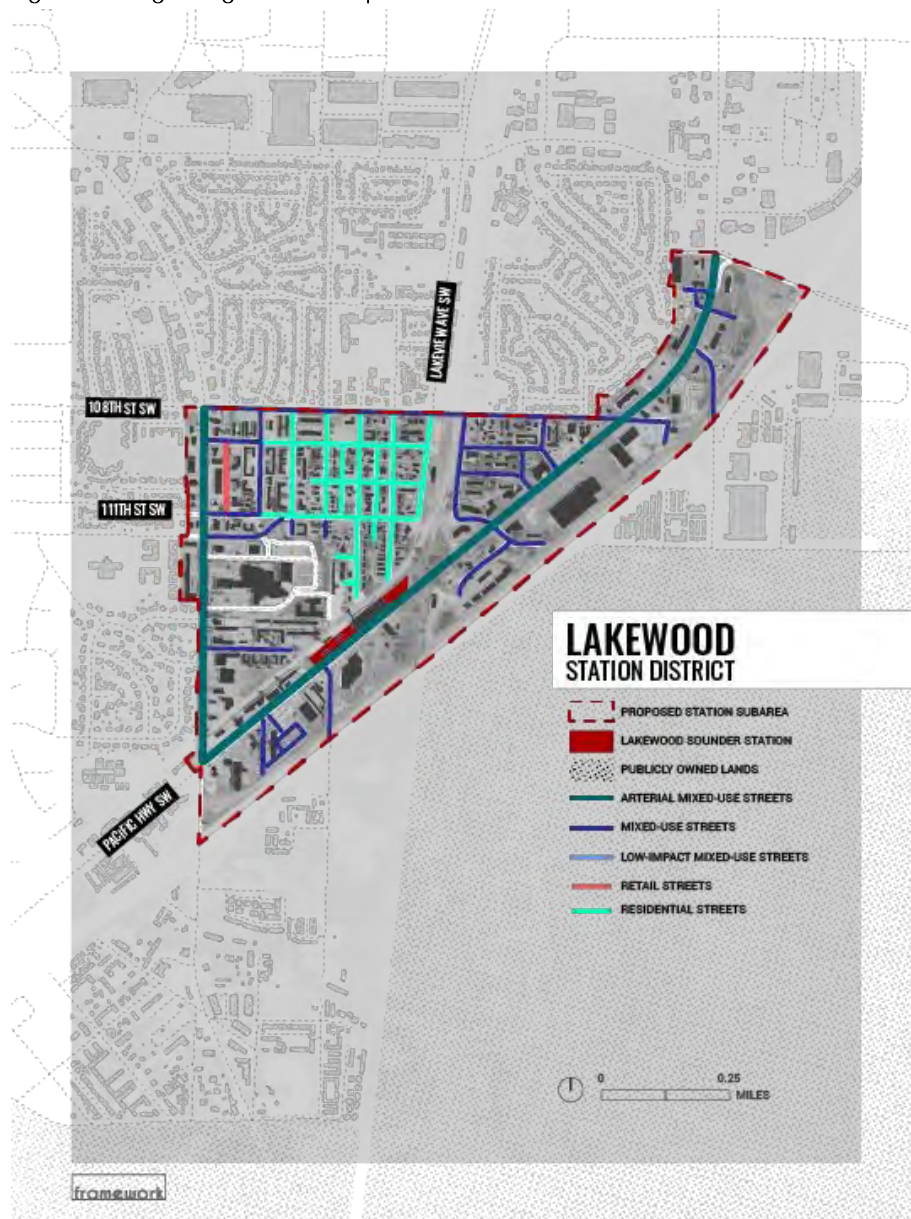 LAKEVIEW AVE SW
108TH ST SW
111TH ST SW
LAKEWOOD
STATION DISTRICT
PROPOSED STATION SUBAREA
LAKEWOOD SOUNDER STATION
PUBLICLY OWNED LANDS
ARTERIAL MIXED-USE STREETS
MIXED-USE STREETS
LOW-IMPACT MIXED-USE STREETS
RETAIL STREETS
RESIDENTIAL STREETS
PACIFIC HWY SW
0 0.25
MILES
framework